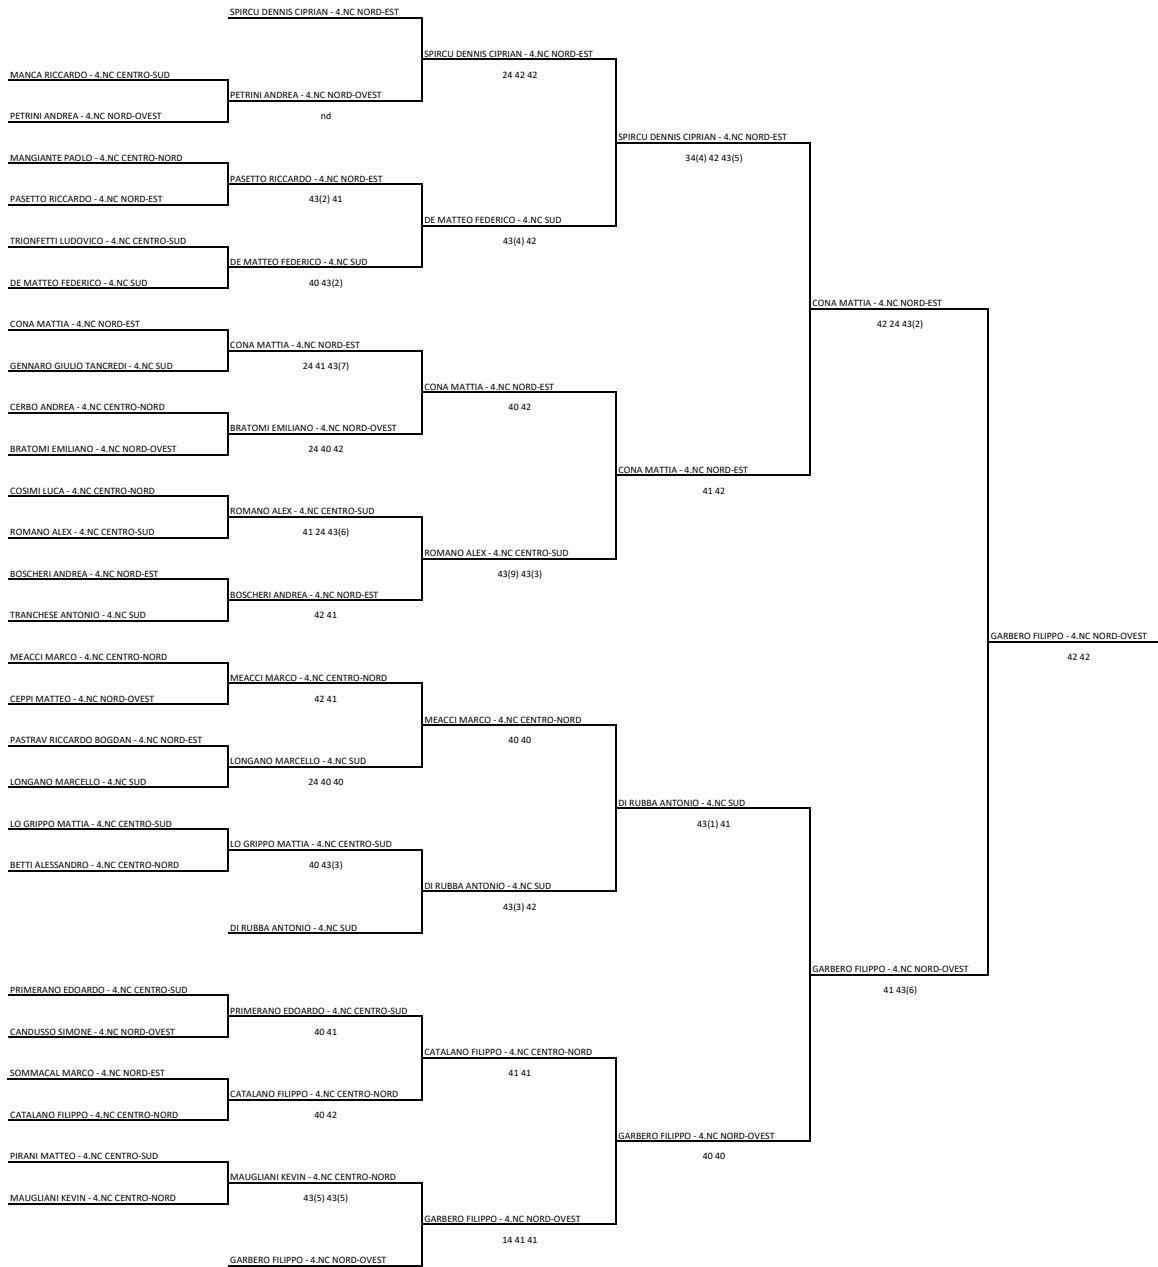 SPIRCU DENNIS CIPRIAN - 4.NC NORD-EST
SPIRCU DENNIS CIPRIAN - 4.NC NORD-EST
MANCA RICCARDO - 4.NC CENTRO-SUD
24 42 42
PETRINI ANDREA - 4.NC NORD-OVEST
PETRINI ANDREA - 4.NC NORD-OVEST
nd
SPIRCU DENNIS CIPRIAN - 4.NC NORD-EST
MANGIANTE PAOLO - 4.NC CENTRO-NORD
34(4) 42 43(5)
PASETTO RICCARDO - 4.NC NORD-EST
PASETTO RICCARDO - 4.NC NORD-EST
43(2) 41
DE MATTEO FEDERICO - 4.NC SUD
TRIONFETTI LUDOVICO - 4.NC CENTRO-SUD
43(4) 42
DE MATTEO FEDERICO - 4.NC SUD
DE MATTEO FEDERICO - 4.NC SUD
40 43(2)
CONA MATTIA - 4.NC NORD-EST
CONA MATTIA - 4.NC NORD-EST
42 24 43(2)
CONA MATTIA - 4.NC NORD-EST
GENNARO GIULIO TANCREDI - 4.NC SUD
24 41 43(7)
CONA MATTIA - 4.NC NORD-EST
CERBO ANDREA - 4.NC CENTRO-NORD
40 42
BRATOMI EMILIANO - 4.NC NORD-OVEST
BRATOMI EMILIANO - 4.NC NORD-OVEST
24 40 42
CONA MATTIA - 4.NC NORD-EST
COSIMI LUCA - 4.NC CENTRO-NORD
41 42
ROMANO ALEX - 4.NC CENTRO-SUD
ROMANO ALEX - 4.NC CENTRO-SUD
41 24 43(6)
ROMANO ALEX - 4.NC CENTRO-SUD
BOSCHERI ANDREA - 4.NC NORD-EST
43(9) 43(3)
BOSCHERI ANDREA - 4.NC NORD-EST
TRANCHESE ANTONIO - 4.NC SUD
42 41
GARBERO FILIPPO - 4.NC NORD-OVEST
MEACCI MARCO - 4.NC CENTRO-NORD
42 42
MEACCI MARCO - 4.NC CENTRO-NORD
CEPPI MATTEO - 4.NC NORD-OVEST
42 41
MEACCI MARCO - 4.NC CENTRO-NORD
PASTRAV RICCARDO BOGDAN - 4.NC NORD-EST
40 40
LONGANO MARCELLO - 4.NC SUD
LONGANO MARCELLO - 4.NC SUD
24 40 40
DI RUBBA ANTONIO - 4.NC SUD
LO GRIPPO MATTIA - 4.NC CENTRO-SUD
43(1) 41
LO GRIPPO MATTIA - 4.NC CENTRO-SUD
BETTI ALESSANDRO - 4.NC CENTRO-NORD
40 43(3)
DI RUBBA ANTONIO - 4.NC SUD
43(3) 42
DI RUBBA ANTONIO - 4.NC SUD
GARBERO FILIPPO - 4.NC NORD-OVEST
PRIMERANO EDOARDO - 4.NC CENTRO-SUD
41 43(6)
PRIMERANO EDOARDO - 4.NC CENTRO-SUD
CANDUSSO SIMONE - 4.NC NORD-OVEST
40 41
CATALANO FILIPPO - 4.NC CENTRO-NORD
SOMMACAL MARCO - 4.NC NORD-EST
41 41
CATALANO FILIPPO - 4.NC CENTRO-NORD
CATALANO FILIPPO - 4.NC CENTRO-NORD
40 42
GARBERO FILIPPO - 4.NC NORD-OVEST
PIRANI MATTEO - 4.NC CENTRO-SUD
40 40
MAUGLIANI KEVIN - 4.NC CENTRO-NORD
MAUGLIANI KEVIN - 4.NC CENTRO-NORD
43(5) 43(5)
GARBERO FILIPPO - 4.NC NORD-OVEST
14 41 41
GARBERO FILIPPO - 4.NC NORD-OVEST